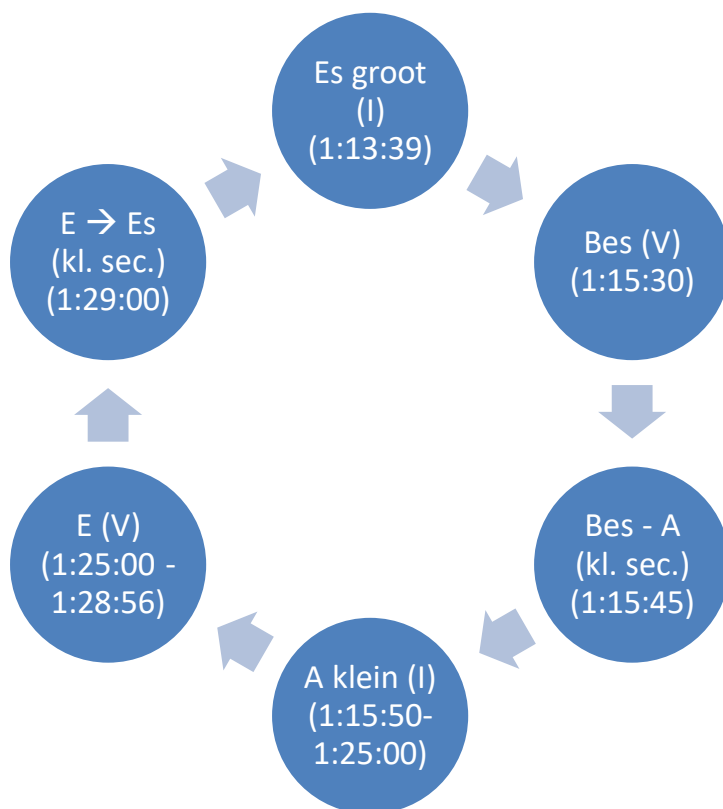 Es groot
(I)
(1:13:39)
Bes (V)
(1:15:30)
Bes - A
(kl. sec.)
(1:15:45)
A klein (I)
(1:15:50-
1:25:00)
E (V)
(1:25:00 -
1:28:56)
E → Es
(kl. sec.)
(1:29:00)